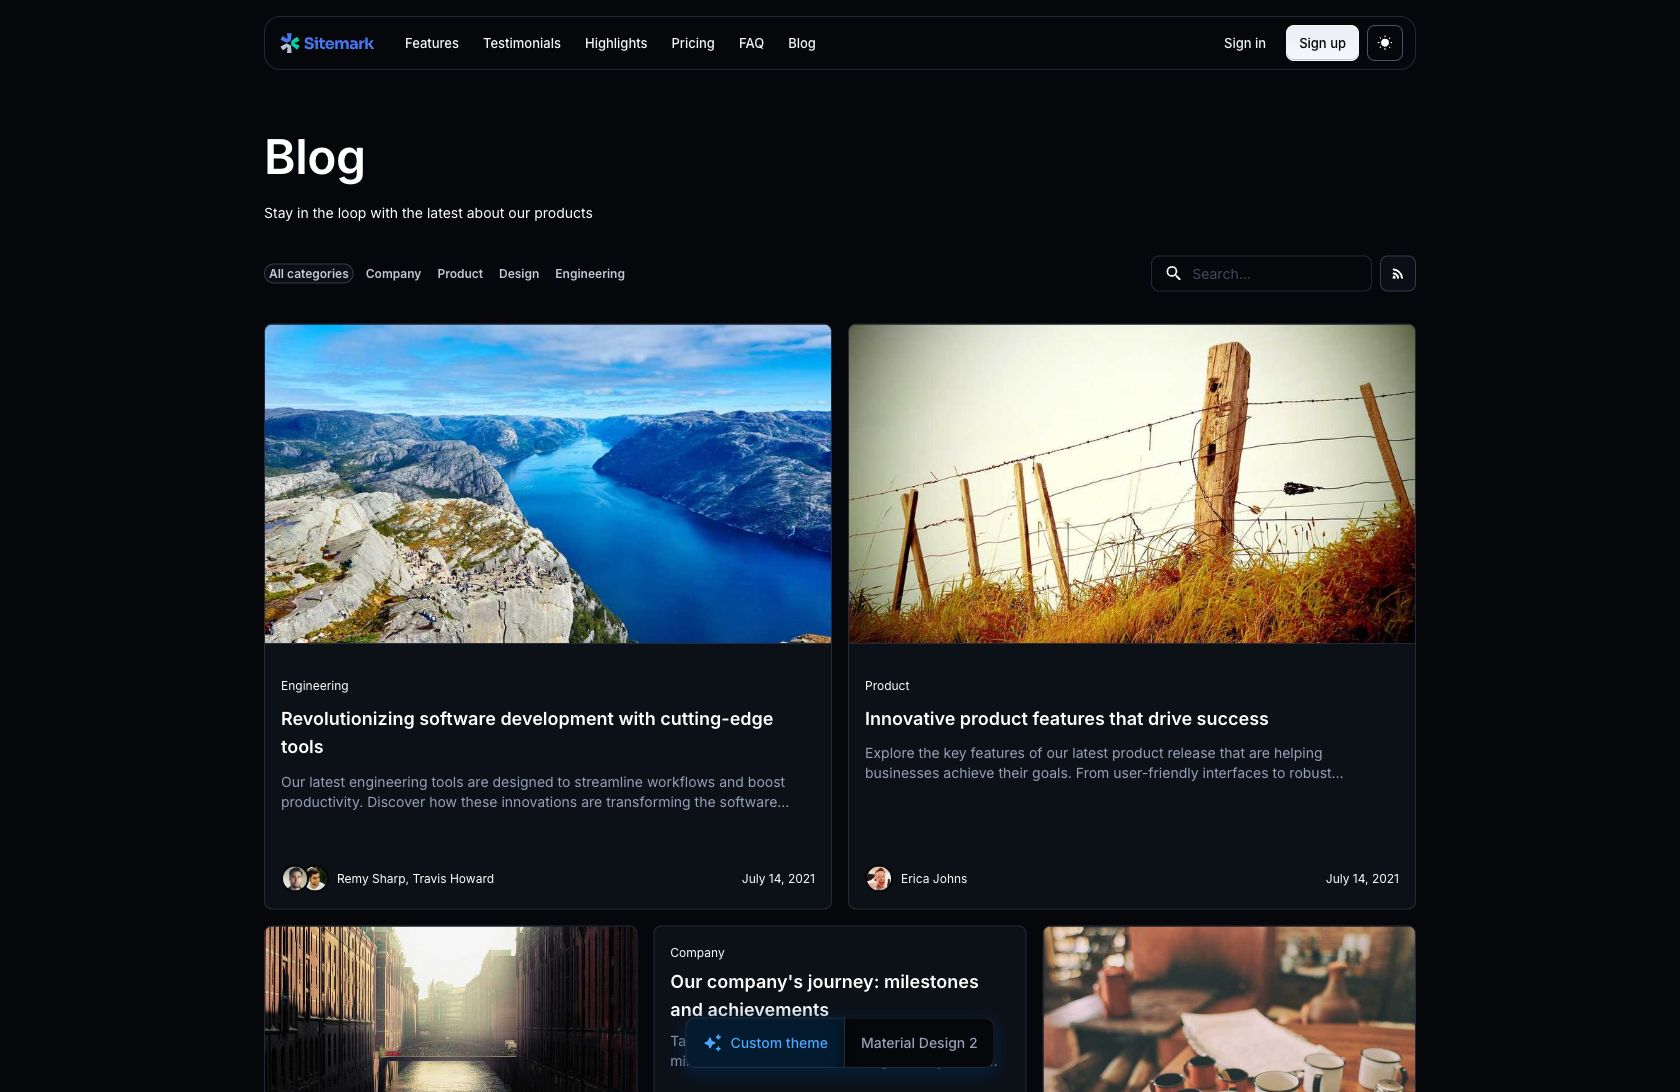 Sitemark
Features
Testimonials
Highlights
Pricing
FAQ
Blog
Sign in
Sign up
Blog
Stay in the loop with the latest about our products
All categories
Company
Product
Design
Engineering
Search...
Engineering
Revolutionizing software development with cutting-edge
tools
Our latest engineering tools are designed to streamline workflows and boost
productivity. Discover how these innovations are transforming the software...
Remy Sharp, Travis Howard
July 14, 2021
Product
Innovative product features that drive success
Explore the key features of our latest product release that are helping
businesses achieve their goals. From user-friendly interfaces to robust...
Erica Johns
July 14, 2021
Company
Our company's journey: milestones
and achievements
Custom theme
Material Design 2